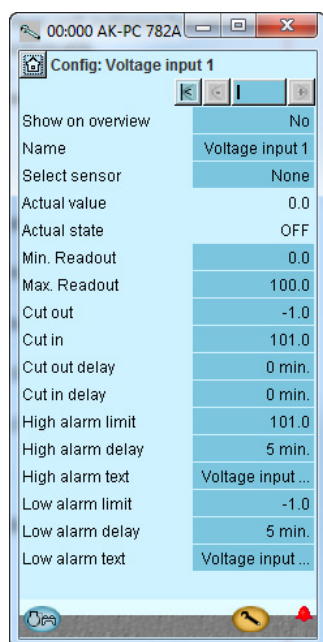 00:000 AK-PC 782A
Config: Voltage input 1
Show on overview No
Name Voltage input 1
Select sensor None
Actual value 0.0
Actual state OFF
Min. Readout 0.0
Max. Readout 100.0
Cut out -1.0
Cut in 101.0
Cut out delay 0 min.
Cut in delay 0 min.
High alarm limit 101.0
High alarm delay 5 min.
High alarm text Voltage input ...
Low alarm limit -1.0
Low alarm delay 5 min.
Low alarm text Voltage input ...